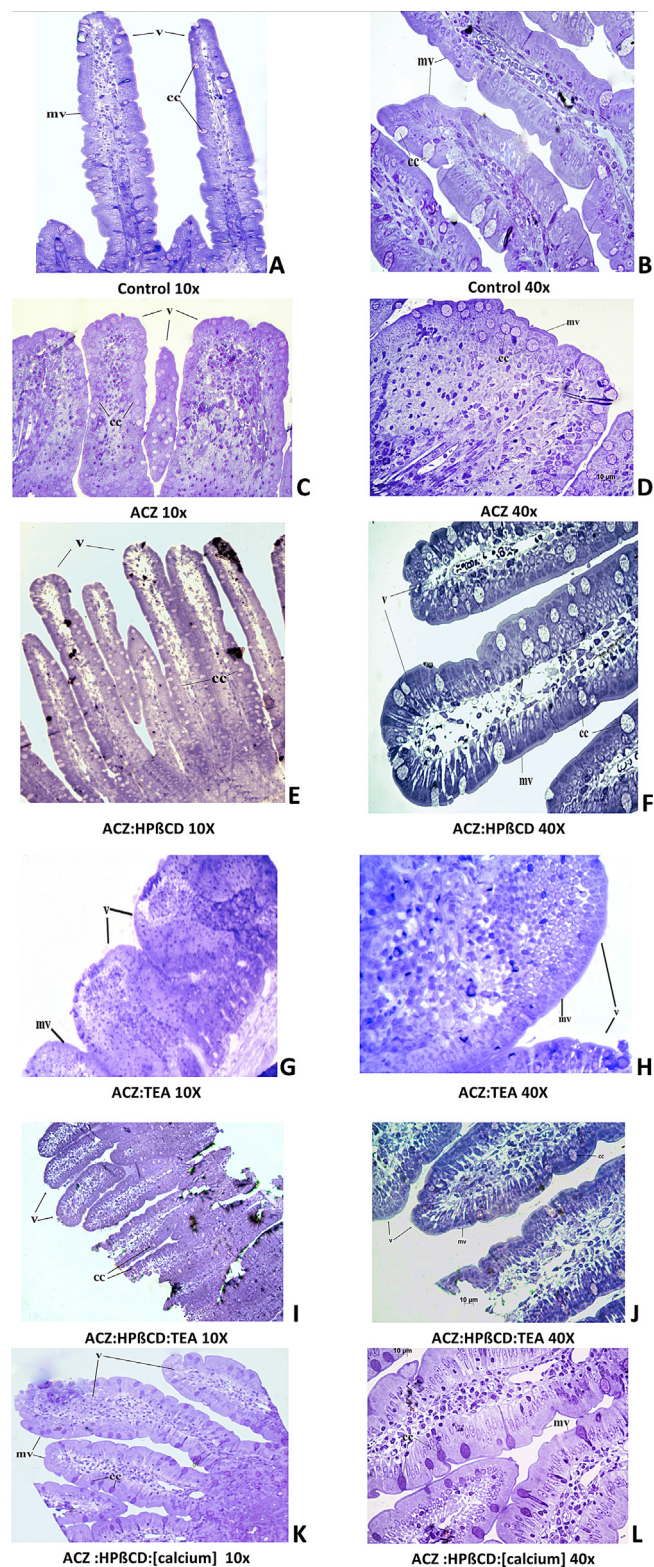 v
mv
cc
A
Control 10x
mv
cc
B
Control 40x
v
cc
C
ACZ 10x
mv
cc
10 µm
D
ACZ 40x
v
cc
E
ACZ:HPßCD 10X
v
cc
mv
F
ACZ:HPßCD 40X
v
mv
G
ACZ:TEA 10X
mv
v
H
ACZ:TEA 40X
v
cc
I
ACZ:HPßCD:TEA 10X
cc
v
mv
10 µm
J
ACZ:HPßCD:TEA 40X
v
mv
cc
K
ACZ :HPßCD:[calcium] 10x
10 µm
mv
cc
L
ACZ :HPßCD:[calcium] 40x